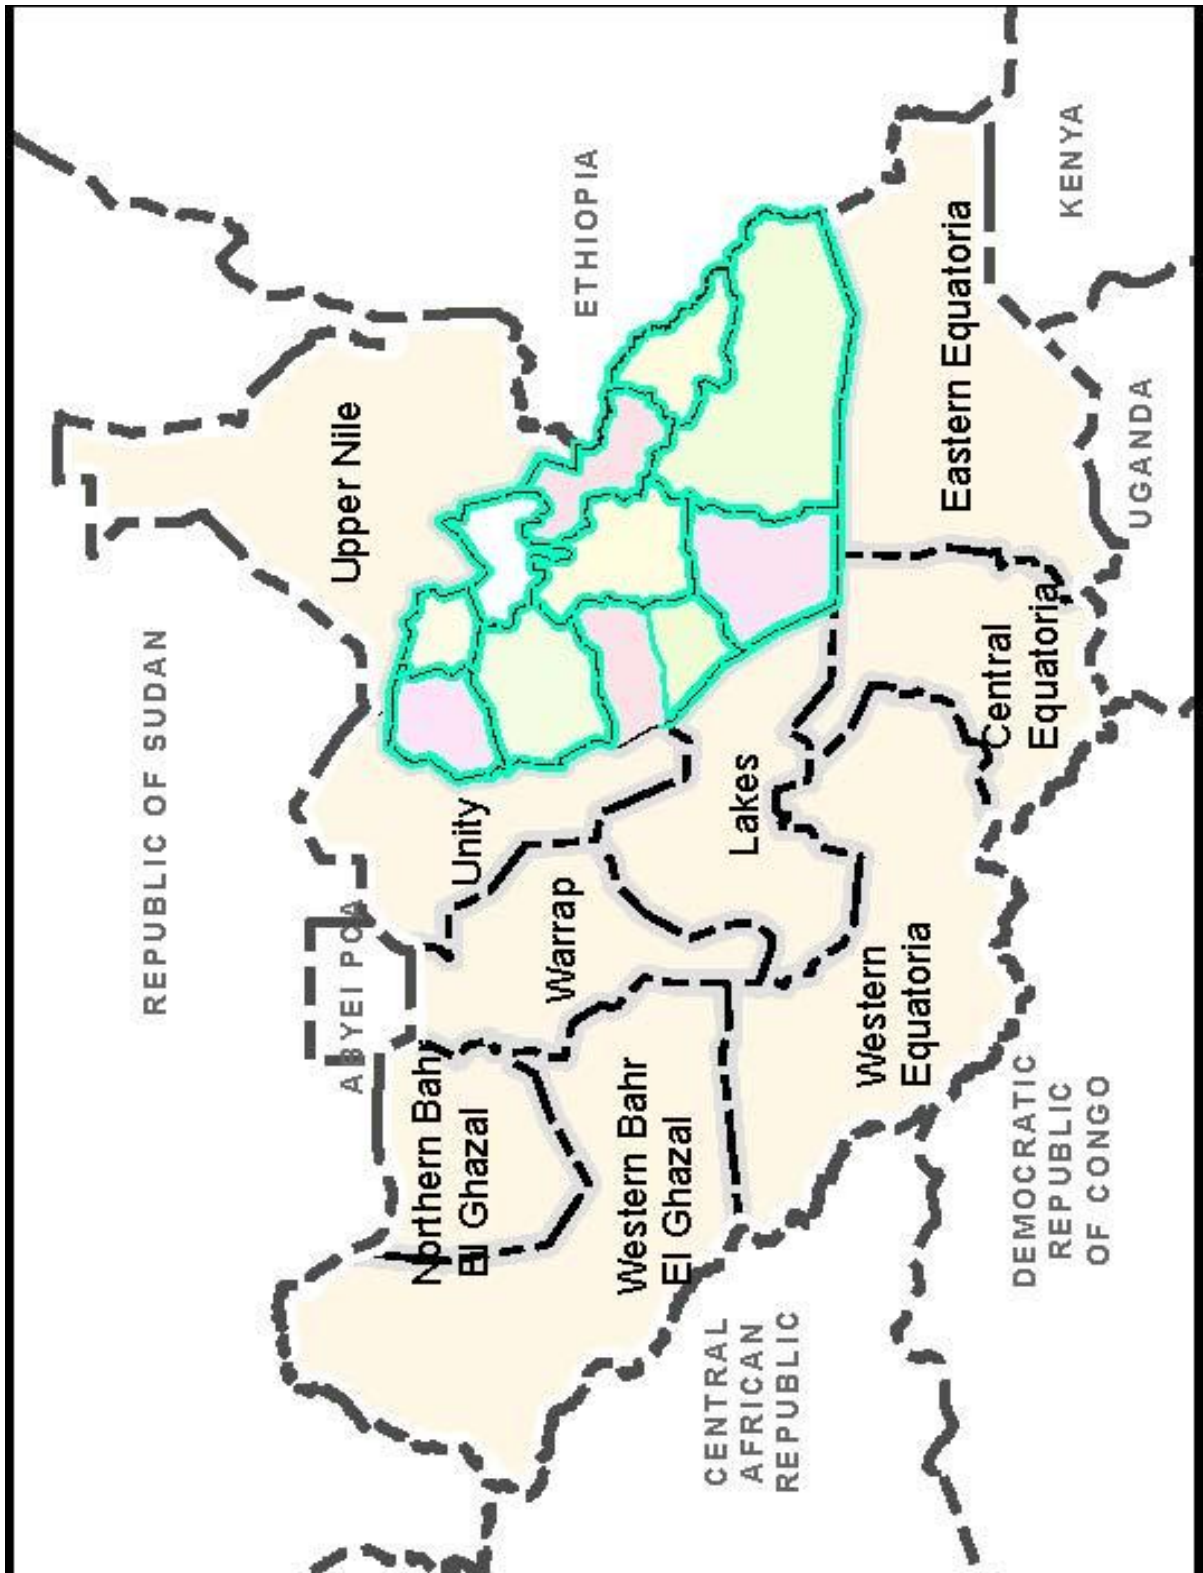 REPUBLIC OF SUDAN
ABYEI PCA
Upper Nile
Northern Bahr
El Ghazal
Unity
Warrap
ETHIOPIA
Western Bahr
El Ghazal
Lakes
CENTRAL
AFRICAN
REPUBLIC
Western
Equatoria
Eastern Equatoria
Central
Equatoria
DEMOCRATIC
REPUBLIC
OF CONGO
UGANDA
KENYA